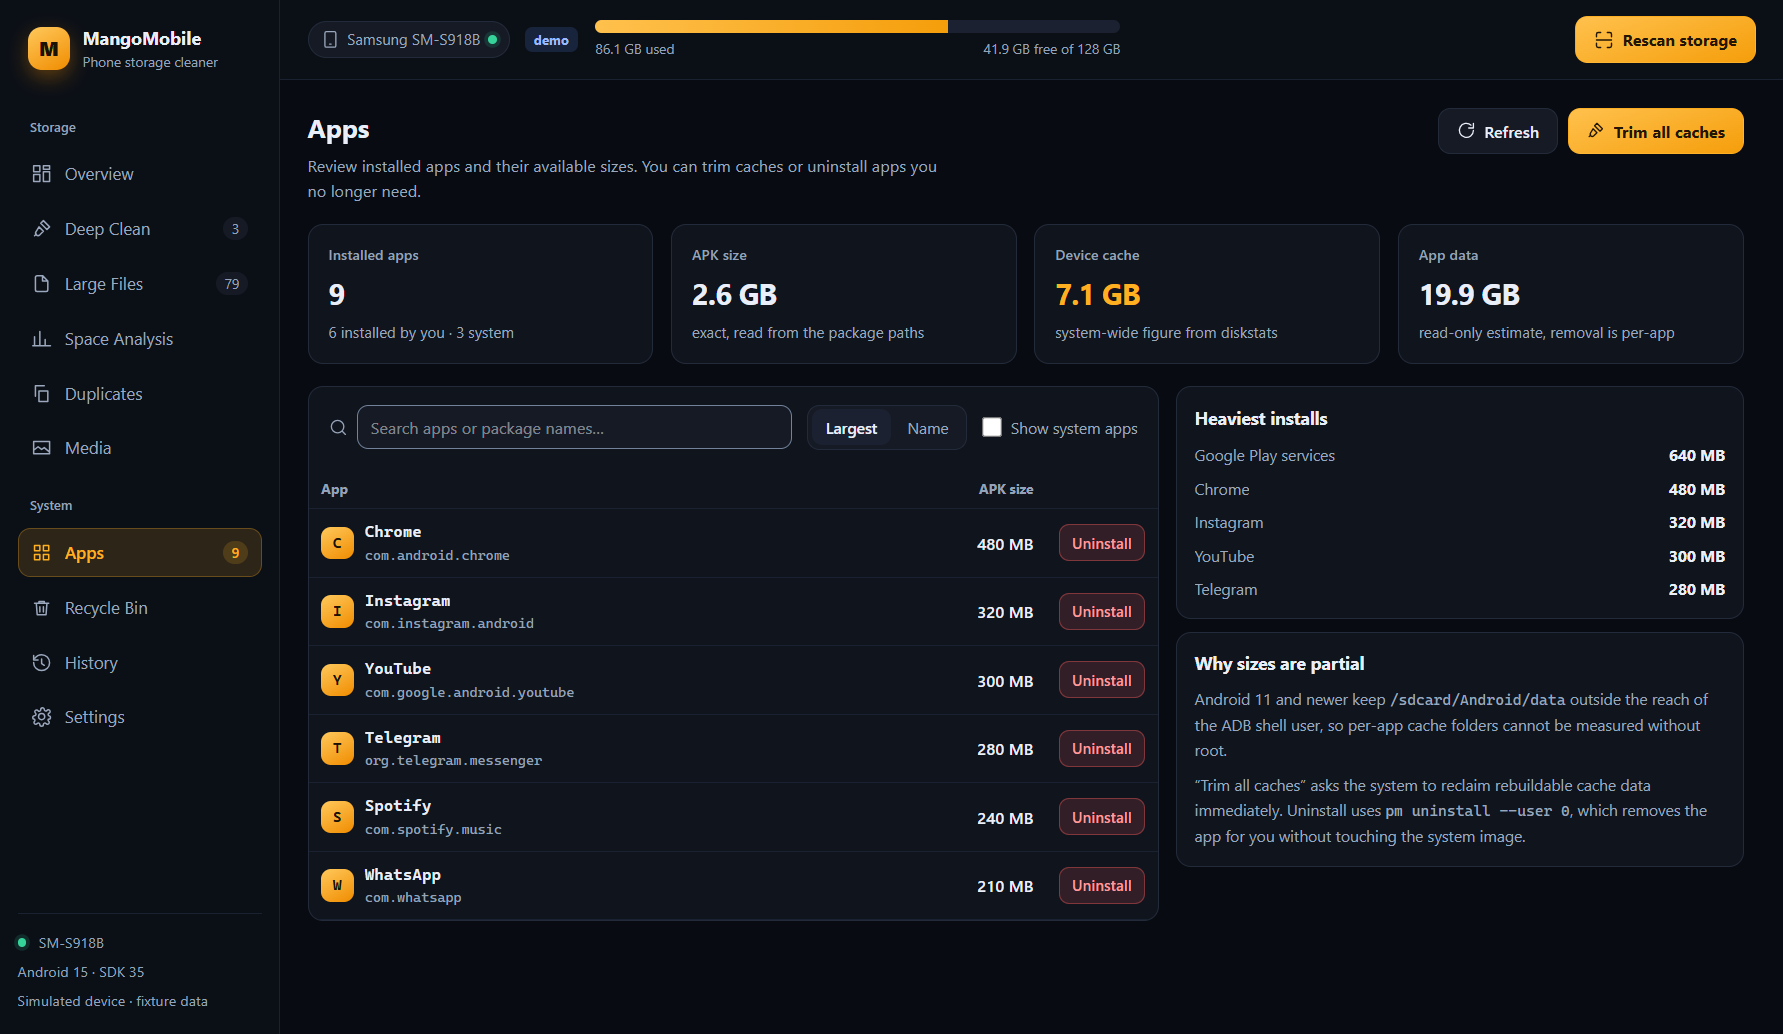 M
MangoMobile
Phone storage cleaner
Storage
Overview
Deep Clean
3
Large Files
79
Space Analysis
Duplicates
Media
System
Apps
9
Recycle Bin
History
Settings
SM-S918B
Android 15 · SDK 35
Simulated device · fixture data
Samsung SM-S918B
demo
86.1 GB used
41.9 GB free of 128 GB
Rescan storage
Apps
Review installed apps and their available sizes. You can trim caches or uninstall apps you
no longer need.
Refresh
Trim all caches
Installed apps
9
6 installed by you · 3 system
APK size
2.6 GB
exact, read from the package paths
Device cache
7.1 GB
system-wide figure from diskstats
App data
19.9 GB
read-only estimate, removal is per-app
Search apps or package names...
Largest
Name
Show system apps
App
APK size
C
Chrome
com.android.chrome
480 MB
Uninstall
I
Instagram
com.instagram.android
320 MB
Uninstall
Y
YouTube
com.google.android.youtube
300 MB
Uninstall
T
Telegram
org.telegram.messenger
280 MB
Uninstall
S
Spotify
com.spotify.music
240 MB
Uninstall
W
WhatsApp
com.whatsapp
210 MB
Uninstall
Heaviest installs
Google Play services 640 MB
Chrome 480 MB
Instagram 320 MB
YouTube 300 MB
Telegram 280 MB
Why sizes are partial
Android 11 and newer keep /sdcard/Android/data outside the reach of
the ADB shell user, so per-app cache folders cannot be measured without
root.
“Trim all caches” asks the system to reclaim rebuildable cache data
immediately. Uninstall uses pm uninstall --user 0, which removes the
app for you without touching the system image.